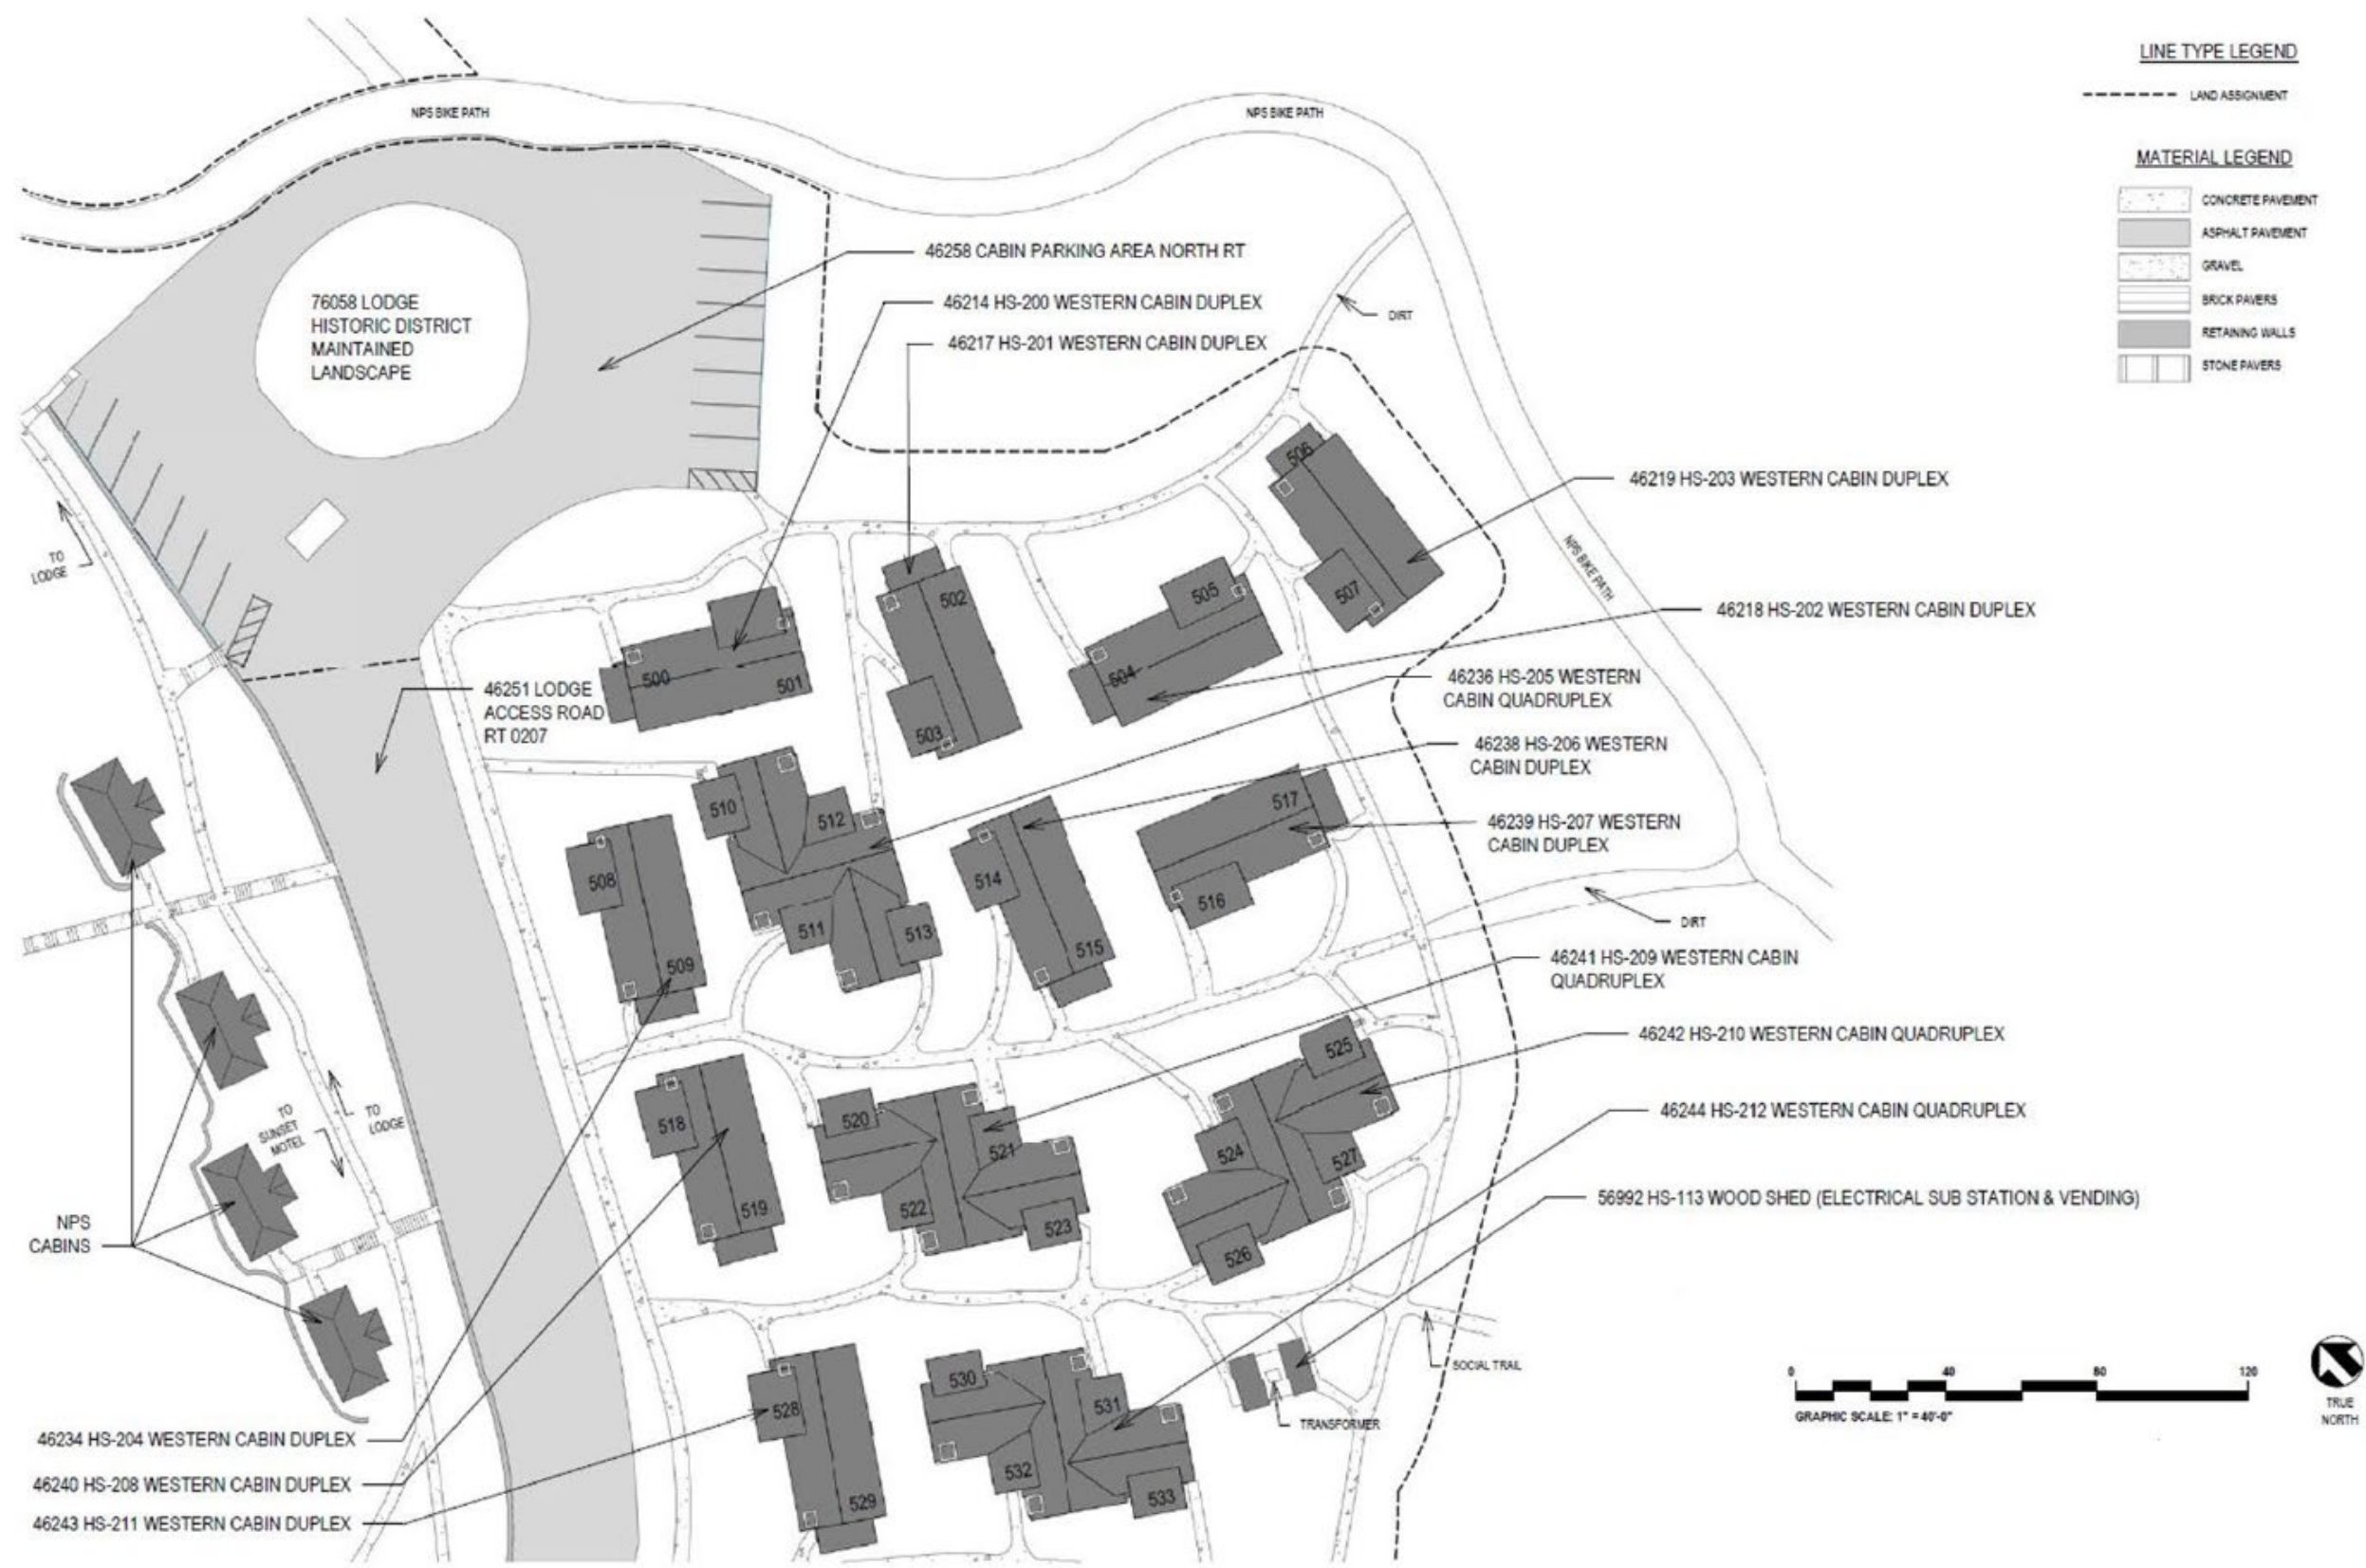 LINE TYPE LEGEND
LAND ASSIGNMENT
MATERIAL LEGEND
CONCRETE PAVEMENT
ASPHALT PAVEMENT
GRAVEL
BRICK PAVERS
RETAINING WALLS
STONE PAVERS
NPS BIKE PATH
NPS BIKE PATH
NPS BIKE PATH
76058 LODGE
HISTORIC DISTRICT
MAINTAINED
LANDSCAPE
46258 CABIN PARKING AREA NORTH RT
46214 HS-200 WESTERN CABIN DUPLEX
46217 HS-201 WESTERN CABIN DUPLEX
DIRT
46219 HS-203 WESTERN CABIN DUPLEX
46218 HS-202 WESTERN CABIN DUPLEX
46236 HS-205 WESTERN
CABIN QUADRUPLEX
46238 HS-206 WESTERN
CABIN DUPLEX
46239 HS-207 WESTERN
CABIN DUPLEX
DIRT
46241 HS-209 WESTERN CABIN
QUADRUPLEX
46242 HS-210 WESTERN CABIN QUADRUPLEX
46244 HS-212 WESTERN CABIN QUADRUPLEX
56992 HS-113 WOOD SHED (ELECTRICAL SUB STATION & VENDING)
TO
LODGE
46251 LODGE
ACCESS ROAD
RT 0207
500
501
502
503
504
505
506
507
508
509
510
511
512
513
514
515
516
517
518
519
520
521
522
523
524
525
526
527
528
529
530
531
532
533
TO
SUNSET
MOTEL
TO
LODGE
NPS
CABINS
46234 HS-204 WESTERN CABIN DUPLEX
46240 HS-208 WESTERN CABIN DUPLEX
46243 HS-211 WESTERN CABIN DUPLEX
SOCIAL TRAIL
TRANSFORMER
0
40
80
120
GRAPHIC SCALE: 1" = 40'-0"
TRUE
NORTH